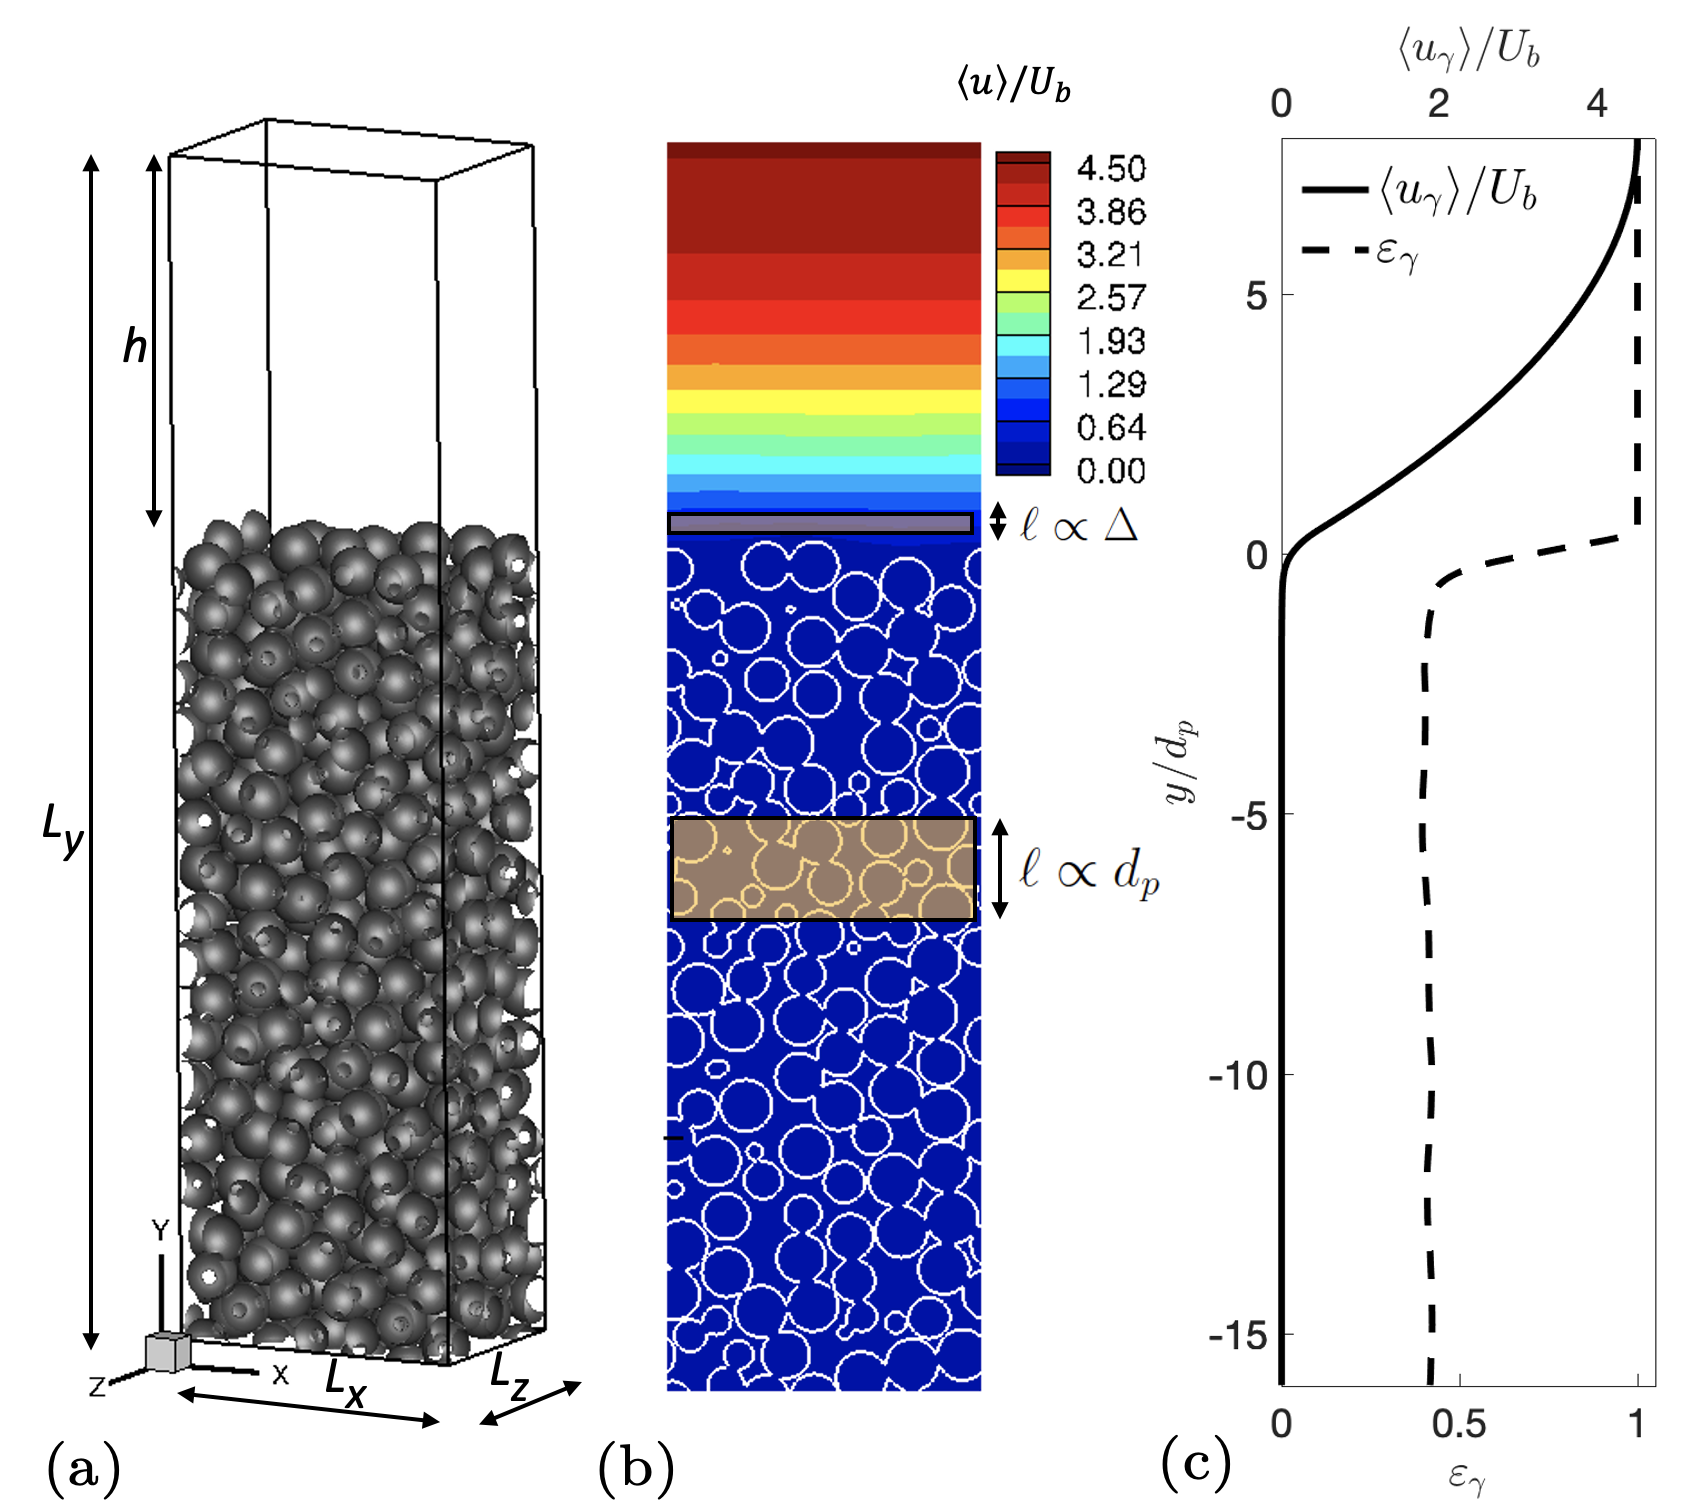 h
L_y
Y
Z
X
L_x
L_z
(a)
⟨u⟩/U_b
4.50
3.86
3.21
2.57
1.93
1.29
0.64
0.00
ℓ ∝ Δ
ℓ ∝ d_p
(b)
⟨u_γ⟩/U_b
0 2 4
⟨u_γ⟩/U_b
ε_γ
5
0
-5
-10
-15
y/d_p
0 0.5 1
ε_γ
(c)